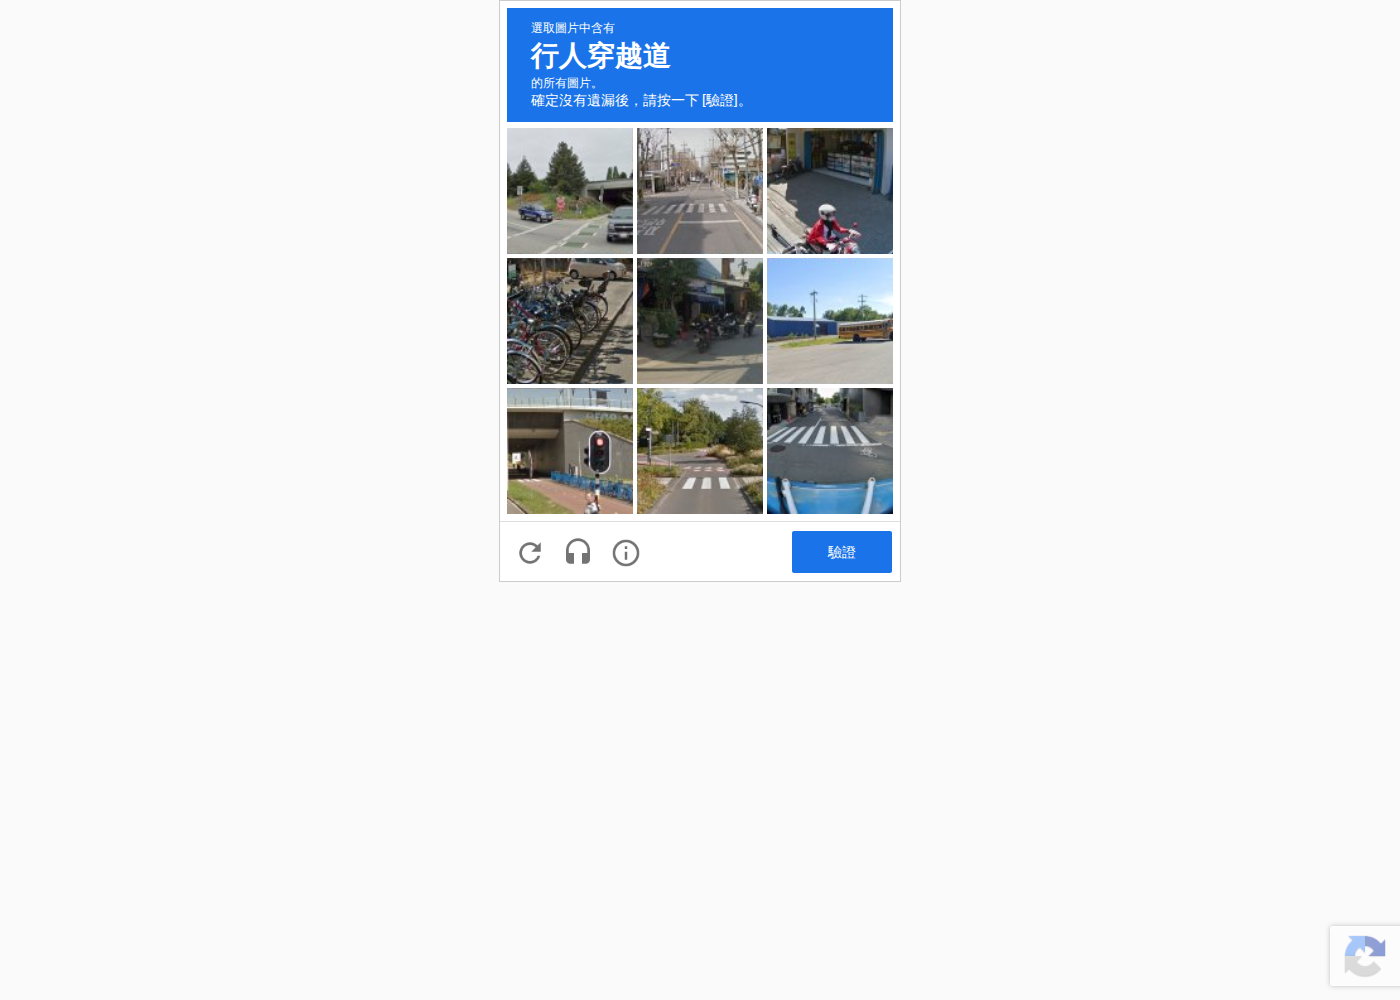 選取圖片中含有
行人穿越道
的所有圖片。
確定沒有遺漏後，請按一下 [驗證]。
驗證